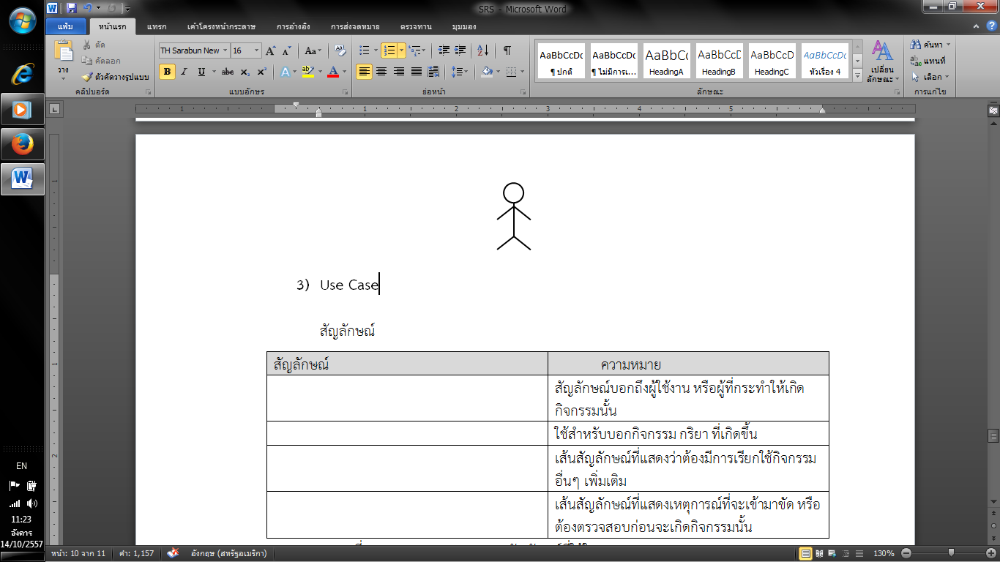 SRS - Microsoft Word
แฟ้ม หน้าแรก แทรก เค้าโครงหน้ากระดาษ การอ้างอิง การส่งจดหมาย ตรวจทาน มุมมอง
วาง
ตัด
คัดลอก
ตัวคัดวางรูปแบบ
คลิปบอร์ด
TH Sarabun New 16
แบบอักษร
ย่อหน้า
AaBbCcDc AaBbCcDc AaBbCc AaBbCcD AaBbCcD AaBbCcDc
¶ ปกติ ¶ ไม่มีการเ... HeadingA HeadingB HeadingC หัวเรื่อง 4
ลักษณะ
เปลี่ยน
ลักษณะ
ค้นหา
แทนที่
เลือก
การแก้ไข
3) Use Case
สัญลักษณ์
สัญลักษณ์ ความหมาย
สัญลักษณ์บอกถึงผู้ใช้งาน หรือผู้ที่กระทำให้เกิด
กิจกรรมนั้น
ใช้สำหรับบอกกิจกรรม กริยา ที่เกิดขึ้น
เส้นสัญลักษณ์ที่แสดงว่าต้องมีการเรียกใช้กิจกรรม
อื่นๆ เพิ่มเติม
เส้นสัญลักษณ์ที่แสดงเหตุการณ์ที่จะเข้ามาขัด หรือ
ต้องตรวจสอบก่อนจะเกิดกิจกรรมนั้น
EN
11:23
อังคาร
14/10/2557
หน้า: 10 จาก 11 คำ: 1,157 อังกฤษ (สหรัฐอเมริกา) 130%